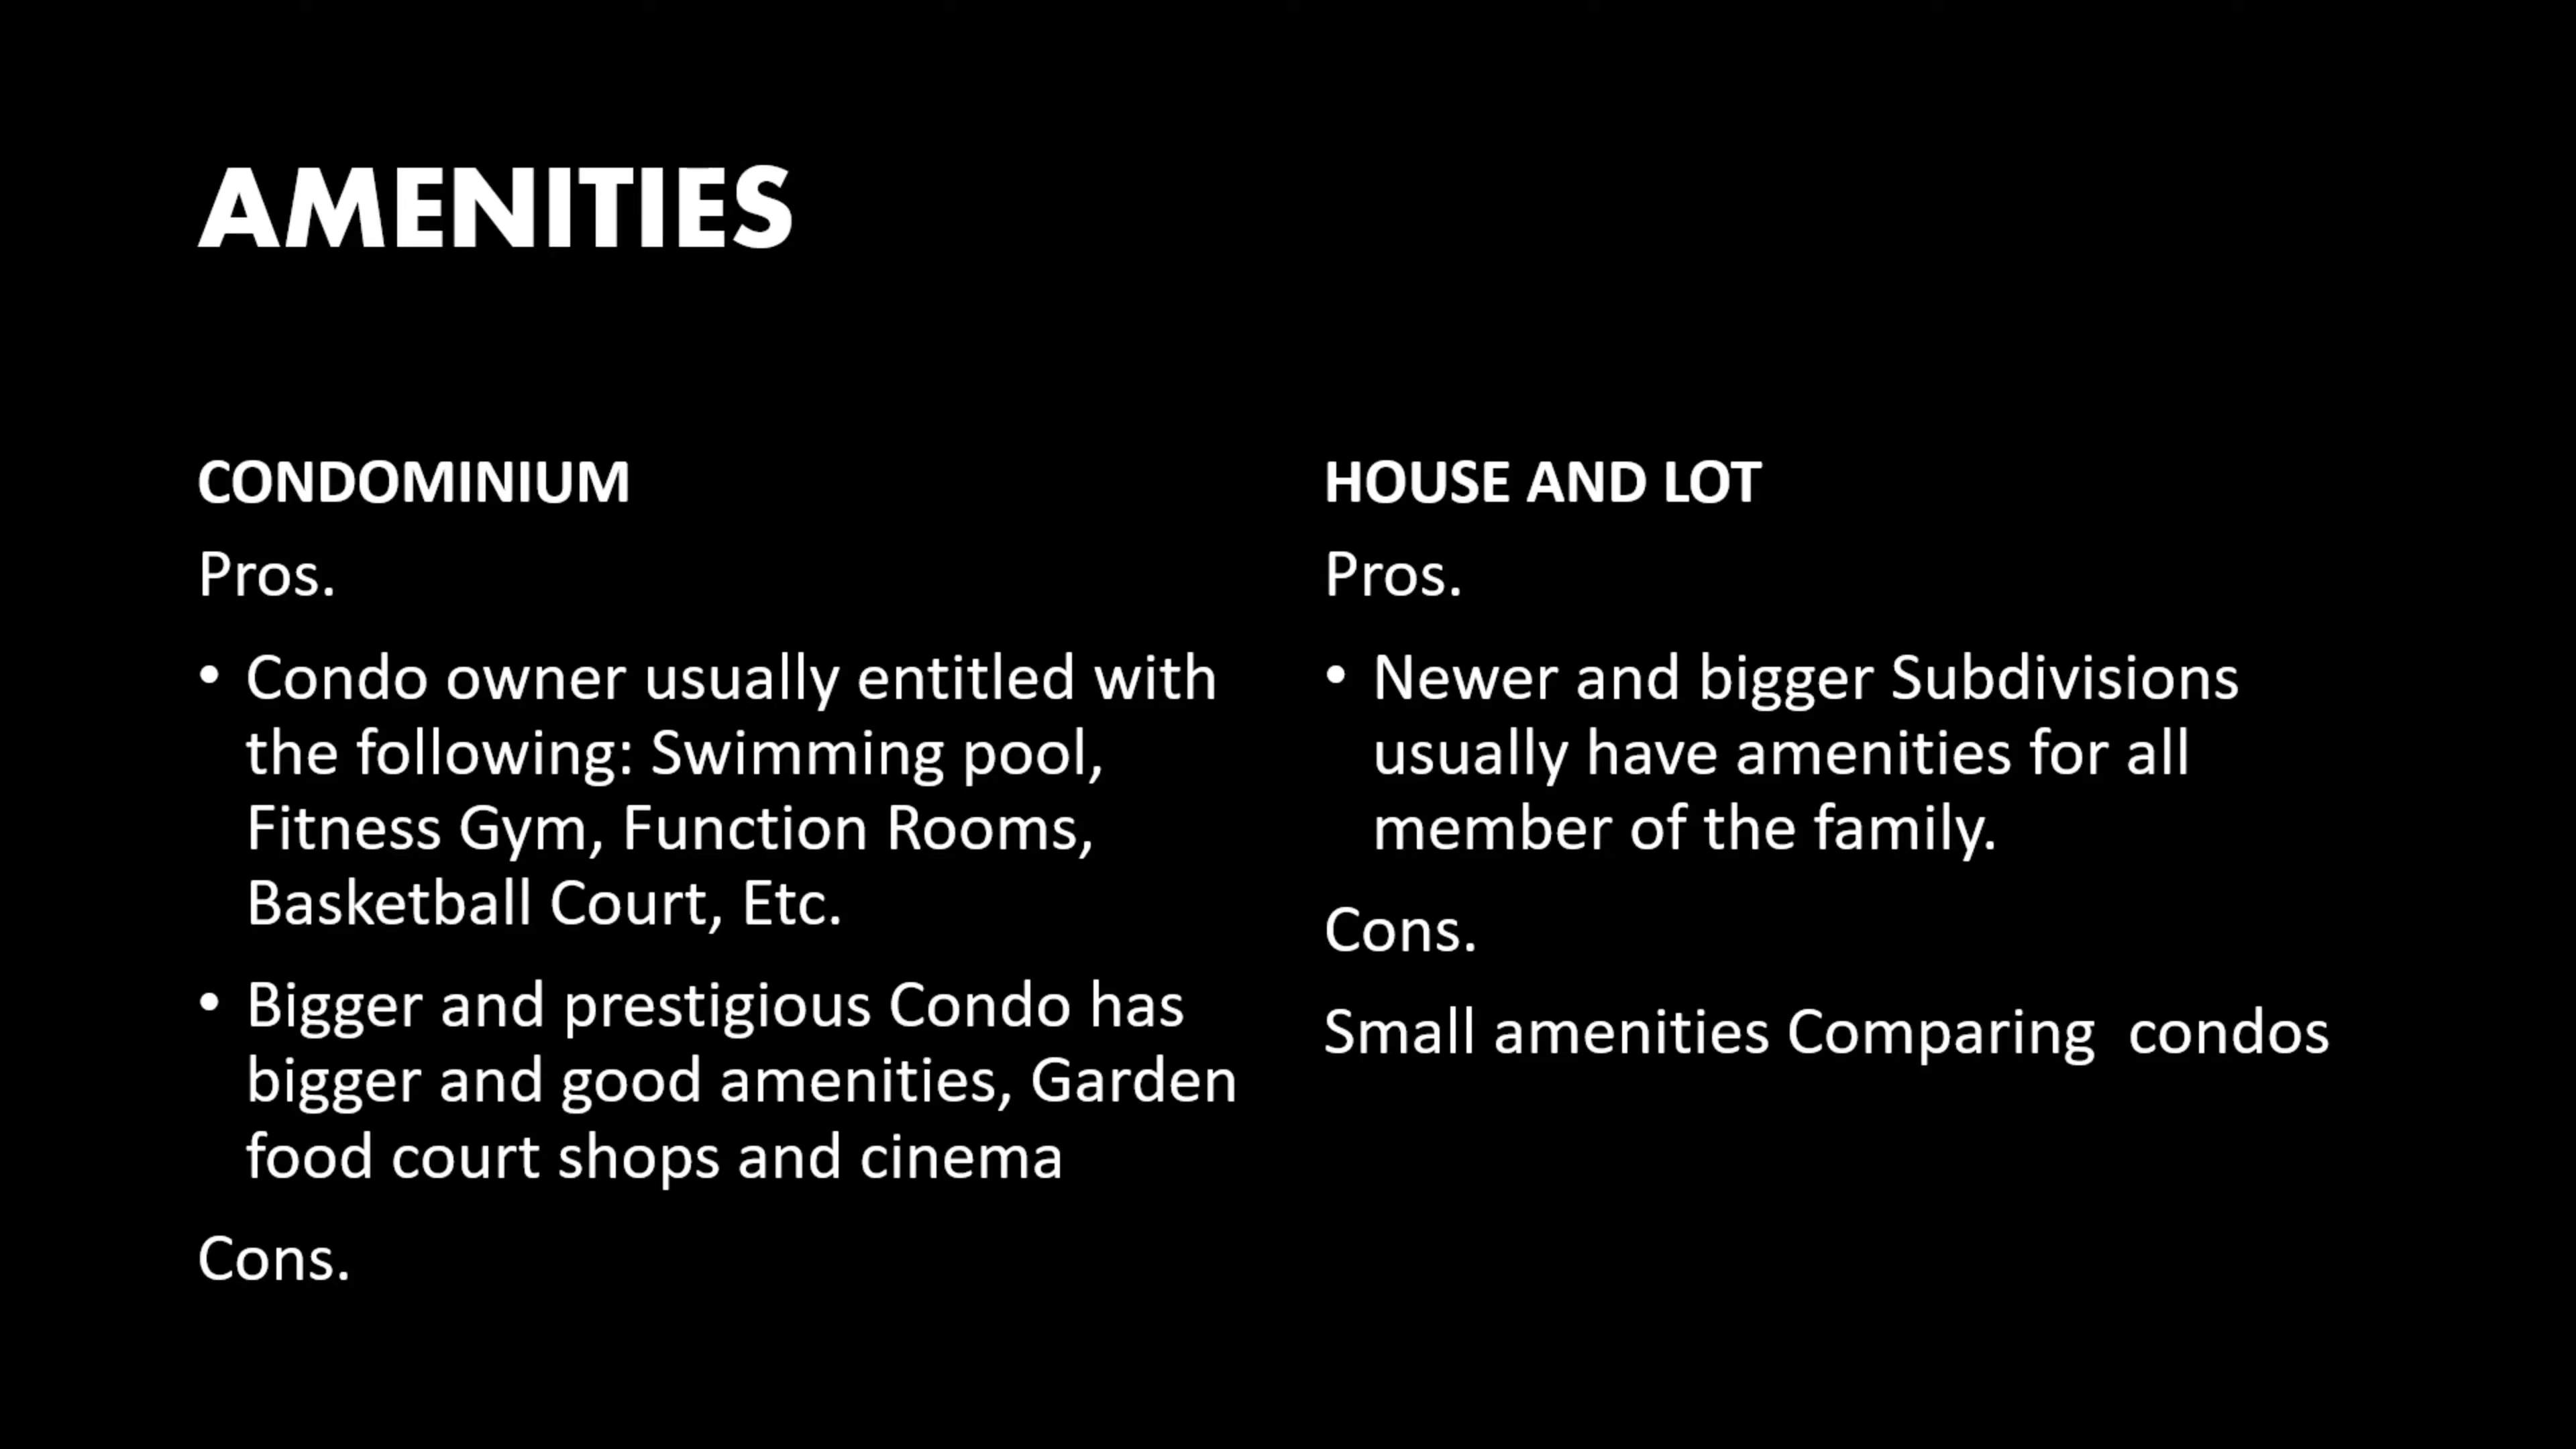 AMENITIES
CONDOMINIUM
Pros.
• Condo owner usually entitled with
the following: Swimming pool,
Fitness Gym, Function Rooms,
Basketball Court, Etc.
• Bigger and prestigious Condo has
bigger and good amenities, Garden
food court shops and cinema
Cons.
HOUSE AND LOT
Pros.
• Newer and bigger Subdivisions
usually have amenities for all
member of the family.
Cons.
Small amenities Comparing  condos